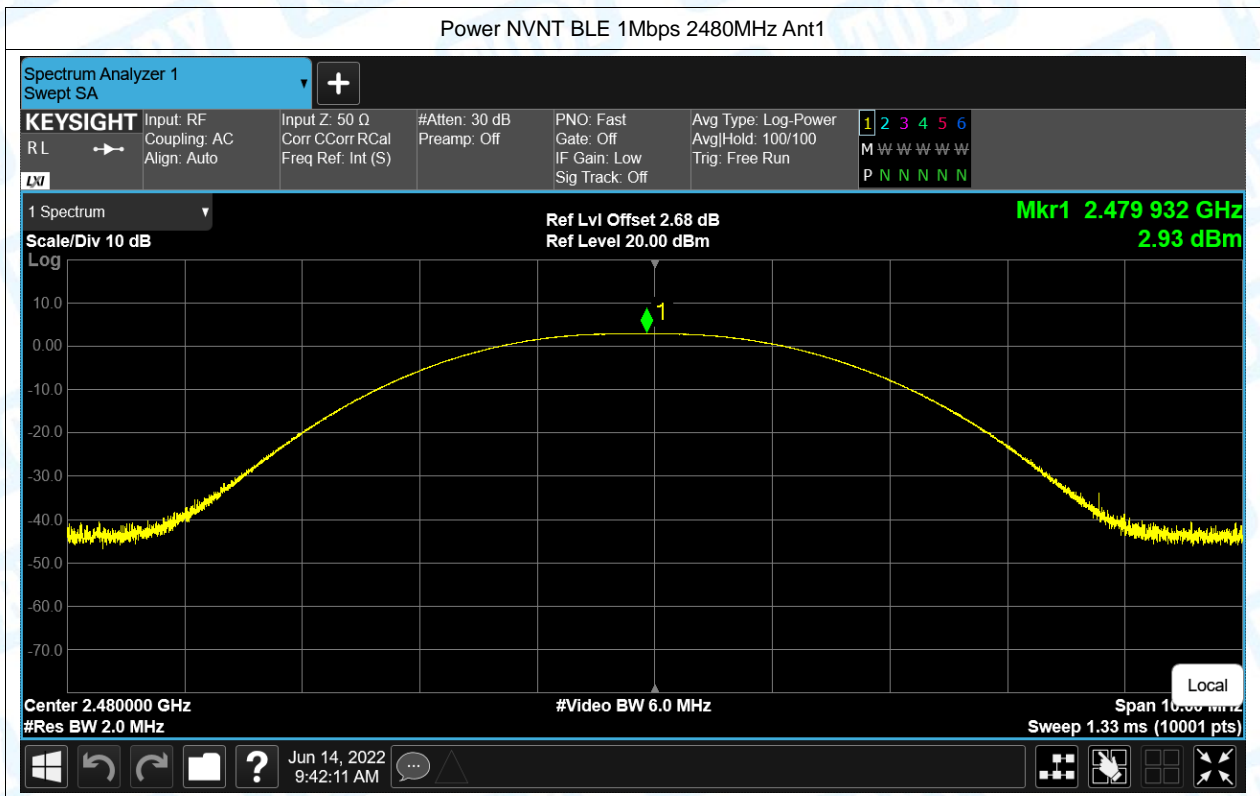 Power NVNT BLE 1Mbps 2480MHz Ant1
Spectrum Analyzer 1
Swept SA
KEYSIGHT
R L
LXI
Input: RF
Coupling: AC
Align: Auto
Input Z: 50 Ω
Corr CCorr RCal
Freq Ref: Int (S)
#Atten: 30 dB
Preamp: Off
PNO: Fast
Gate: Off
IF Gain: Low
Sig Track: Off
Avg Type: Log-Power
Avg|Hold: 100/100
Trig: Free Run
1 2 3 4 5 6
M W W W W W
P N N N N N
1 Spectrum
Scale/Div 10 dB
Log
Ref Lvl Offset 2.68 dB
Ref Level 20.00 dBm
Mkr1 2.479 932 GHz
2.93 dBm
1
10.0
0.00
-10.0
-20.0
-30.0
-40.0
-50.0
-60.0
-70.0
Local
Center 2.480000 GHz
#Res BW 2.0 MHz
#Video BW 6.0 MHz
Span 10.00 MHz
Sweep 1.33 ms (10001 pts)
?
Jun 14, 2022
9:42:11 AM